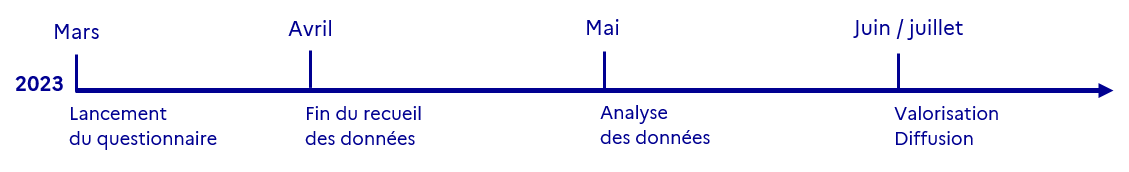 Mars
Avril
Mai
Juin / juillet
2023
Lancement
du questionnaire
Fin du recueil
des données
Analyse
des données
Valorisation
Diffusion